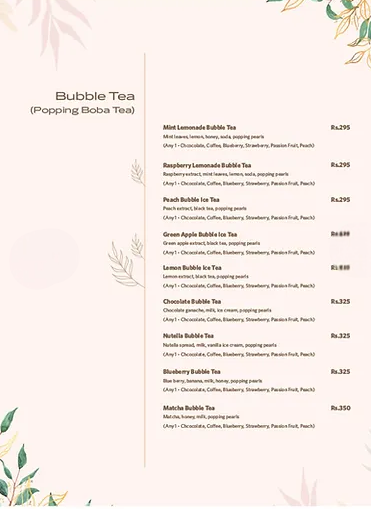 Bubble Tea
(Popping Boba Tea)
Mint Lemonade Bubble Tea Rs.295
Mint leaves, lemon, honey, soda, popping pearls
(Any 1 - Chocolate, Coffee, Blueberry, Strawberry, Passion Fruit, Peach)
Raspberry Lemonade Bubble Tea Rs.295
Raspberry extract, mint leaves, lemon, soda, popping pearls
(Any 1 - Chocolate, Coffee, Blueberry, Strawberry, Passion Fruit, Peach)
Peach Bubble Ice Tea Rs.295
Peach extract, black tea, popping pearls
(Any 1 - Chocolate, Coffee, Blueberry, Strawberry, Passion Fruit, Peach)
Green Apple Bubble Ice Tea
Green apple extract, black tea, popping pearls
(Any 1 - Chocolate, Coffee, Blueberry, Strawberry, Passion Fruit, Peach)
Lemon Bubble Ice Tea
Lemon extract, black tea, popping pearls
(Any 1 - Chocolate, Coffee, Blueberry, Strawberry, Passion Fruit, Peach)
Chocolate Bubble Tea Rs.325
Chocolate ganache, milk, ice cream, popping pearls
(Any 1 - Chocolate, Coffee, Blueberry, Strawberry, Passion Fruit, Peach)
Nutella Bubble Tea Rs.325
Nutella spread, milk, vanilla ice cream, popping pearls
(Any 1 - Chocolate, Coffee, Blueberry, Strawberry, Passion Fruit, Peach)
Blueberry Bubble Tea Rs.325
Blue berry, banana, milk, honey, popping pearls
(Any 1 - Chocolate, Coffee, Blueberry, Strawberry, Passion Fruit, Peach)
Matcha Bubble Tea Rs.350
Matcha, honey, milk, popping pearls
(Any 1 - Chocolate, Coffee, Blueberry, Strawberry, Passion Fruit, Peach)